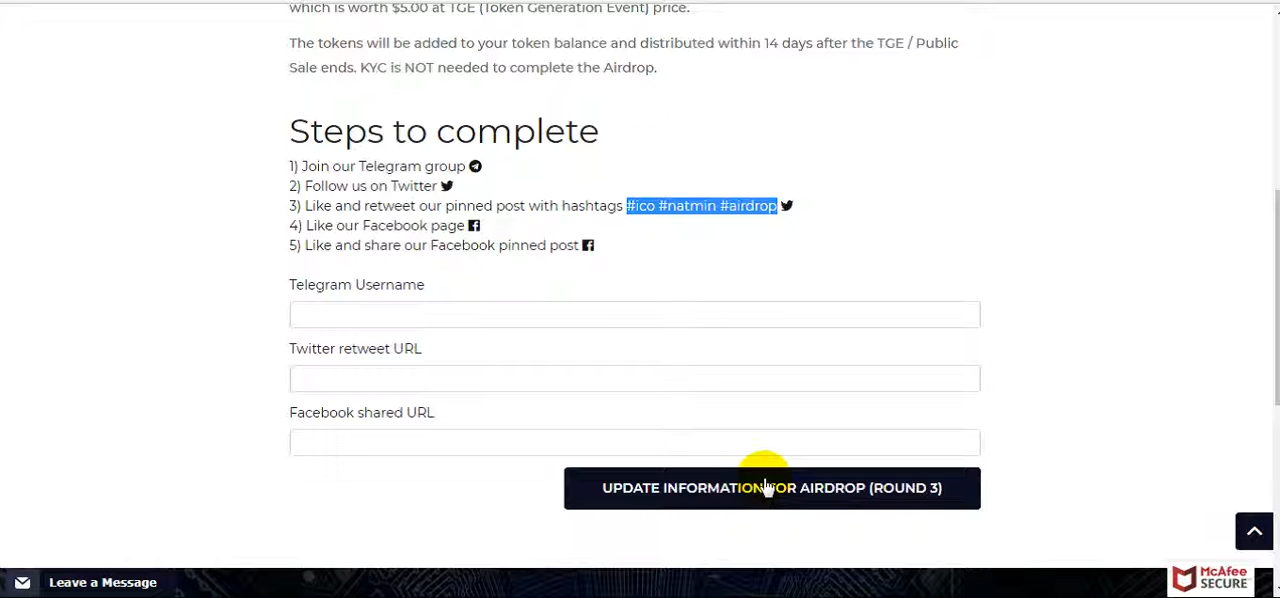 which is worth $5.00 at TGE (Token Generation Event) price.
The tokens will be added to your token balance and distributed within 14 days after the TGE / Public
Sale ends. KYC is NOT needed to complete the Airdrop.
Steps to complete
1) Join our Telegram group
2) Follow us on Twitter
3) Like and retweet our pinned post with hashtags #ico #natmin #airdrop
4) Like our Facebook page
5) Like and share our Facebook pinned post
Telegram Username
Twitter retweet URL
Facebook shared URL
UPDATE INFORMATION FOR AIRDROP (ROUND 3)
Leave a Message
McAfee
SECURE